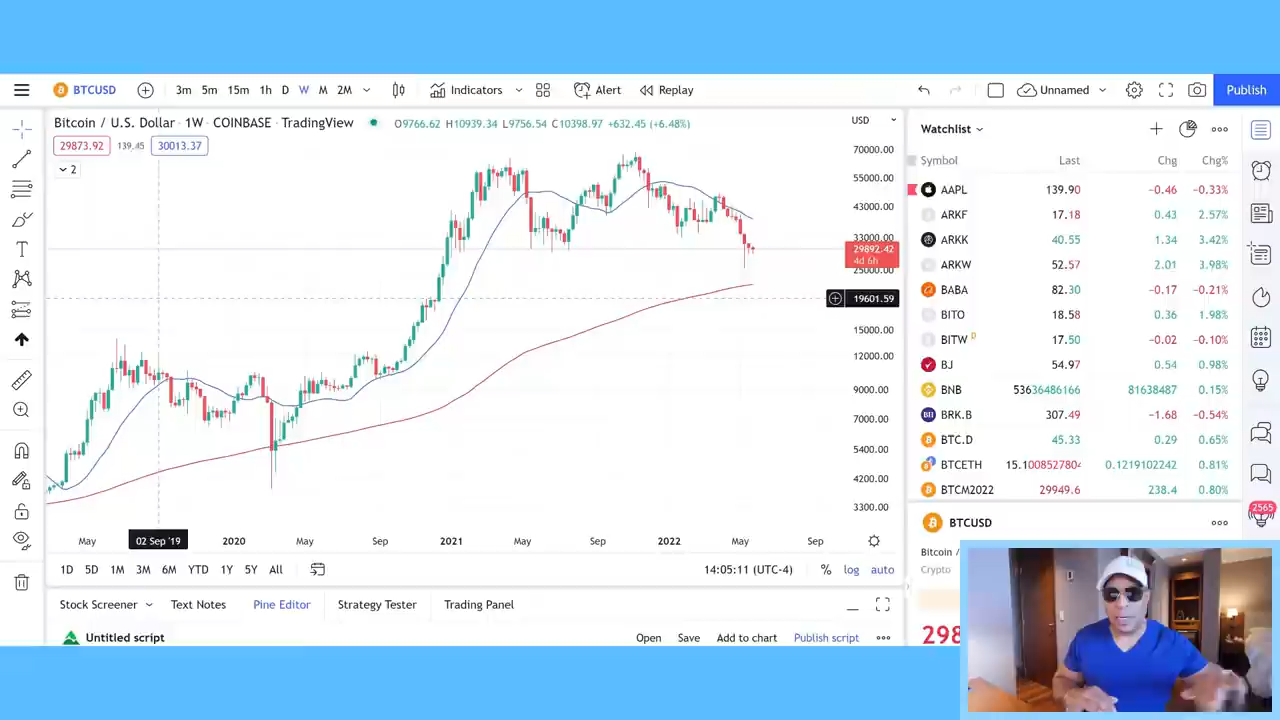 BTCUSD 3m 5m 15m 1h D W M 2M Indicators Alert Replay Unnamed Publish
Bitcoin / U.S. Dollar · 1W · COINBASE · TradingView O9766.62 H10939.34 L9756.54 C10398.97 +632.45 (+6.48%)
29873.92 139.45 30013.37
2
USD
70000.00
55000.00
43000.00
33000.00
29892.42
4d 6h
25000.00
19601.59
15000.00
12000.00
9000.00
7000.00
5400.00
4200.00
3300.00
May 02 Sep '19 2020 May Sep 2021 May Sep 2022 May Sep
1D 5D 1M 3M 6M YTD 1Y 5Y All 14:05:11 (UTC-4) % log auto
Stock Screener Text Notes Pine Editor Strategy Tester Trading Panel
Untitled script Open Save Add to chart Publish script
Watchlist
Symbol Last Chg Chg%
AAPL 139.90 −0.46 −0.33%
ARKF 17.18 0.43 2.57%
ARKK 40.55 1.34 3.42%
ARKW 52.57 2.01 3.98%
BABA 82.30 −0.17 −0.21%
BITO 18.58 0.36 1.98%
BITW D 17.50 −0.02 −0.10%
BJ 54.97 0.54 0.98%
BNB 53636486166 81638487 0.15%
BRK.B 307.49 −1.68 −0.54%
BTC.D 45.33 0.29 0.65%
BTCETH 15.1008527804 0.1219102242 0.81%
BTCM2022 29949.6 238.4 0.80%
BTCUSD
Bitcoin /
Crypto
298
2565